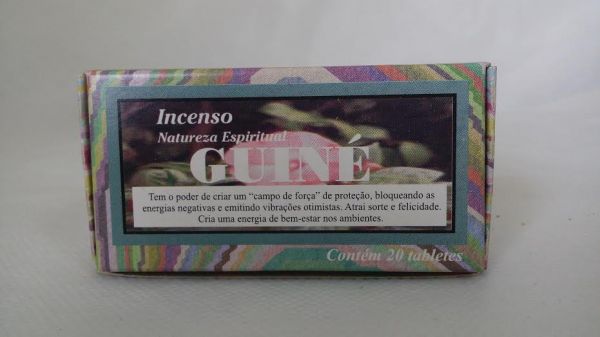 Incenso
Natureza Espiritual
GUINÉ
Tem o poder de criar um “campo de força” de proteção, bloqueando as
energias negativas e emitindo vibrações otimistas. Atrai sorte e felicidade.
Cria uma energia de bem-estar nos ambientes.
Contém 20 tabletes